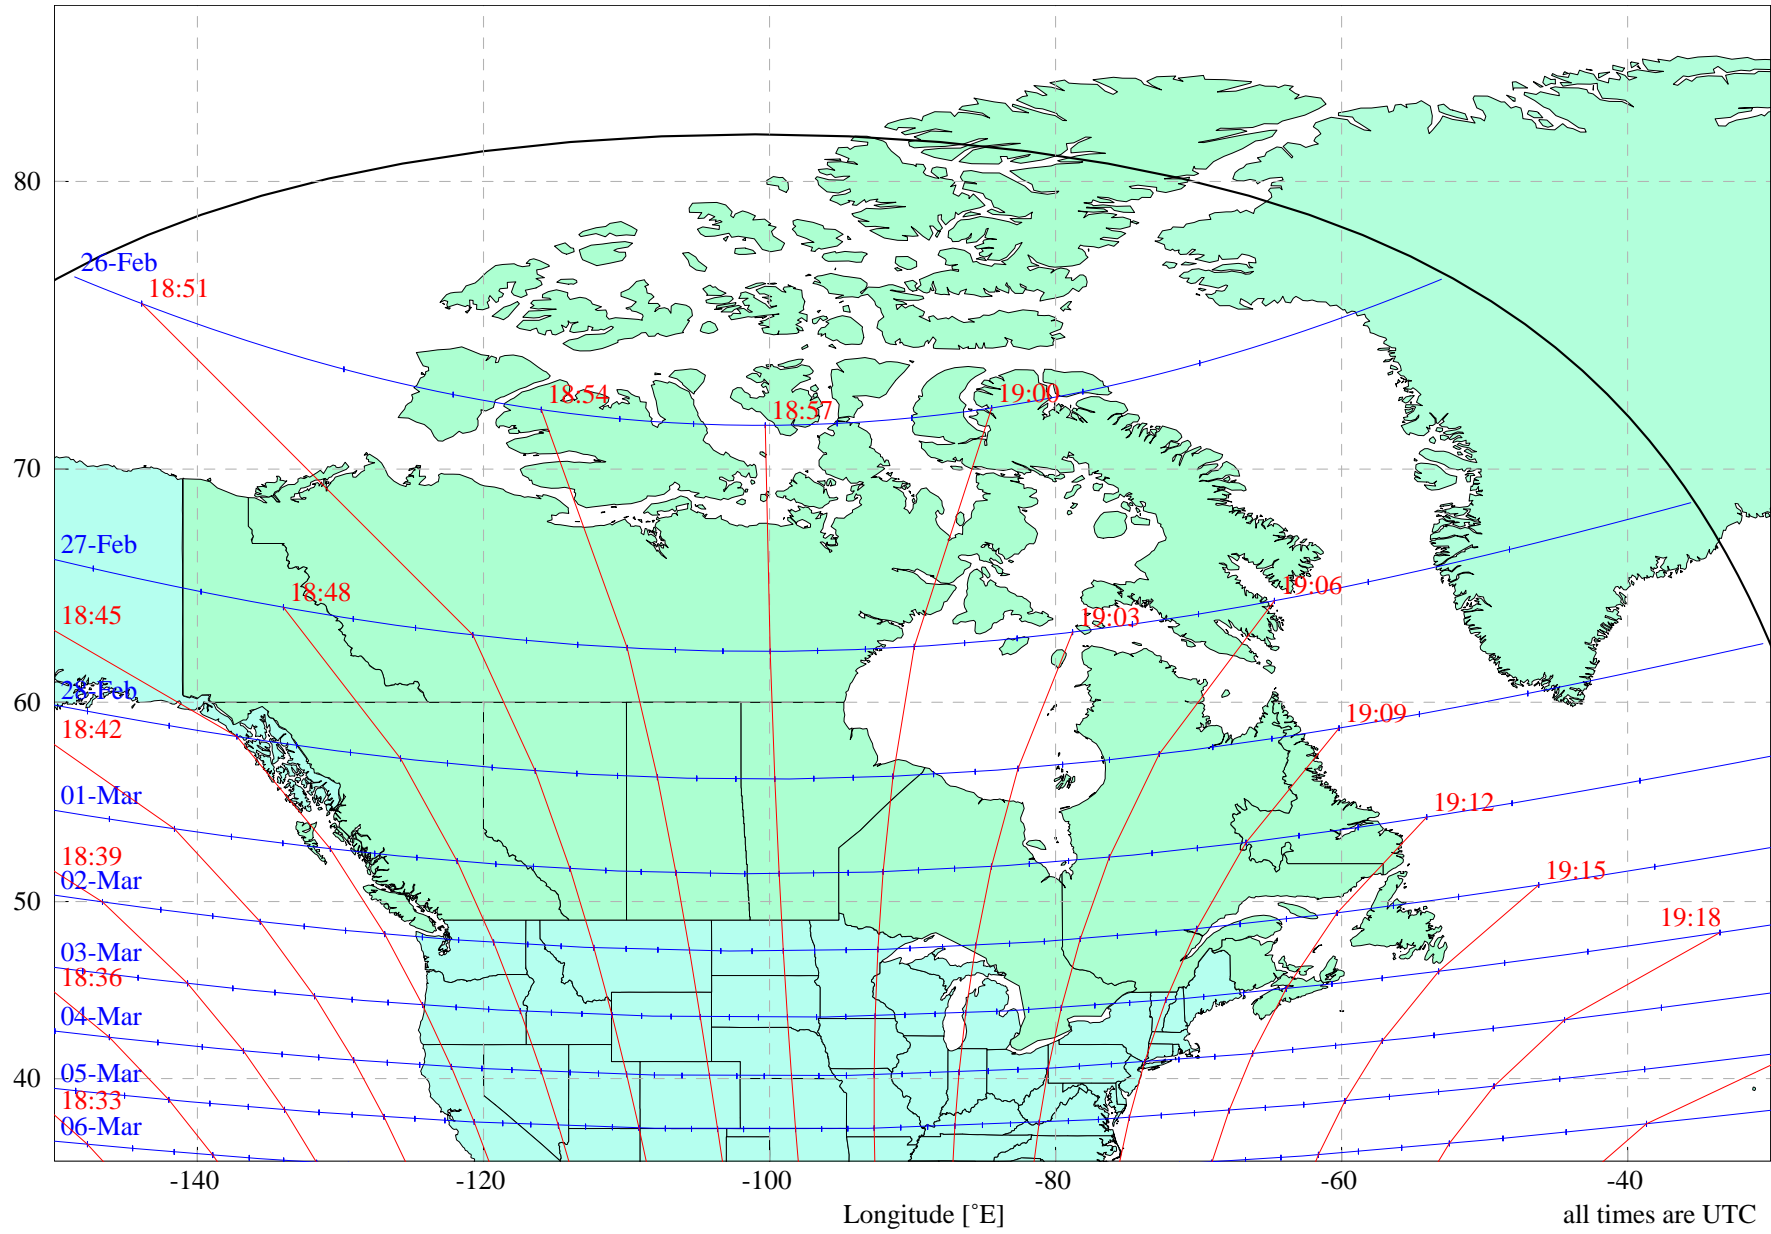 80
26-Feb
18:51
18:54
19:00
18:57
70
27-Feb
18:48
19:06
18:45
19:03
28-Feb
60
18:42
19:09
01-Mar
19:12
18:39
19:15
02-Mar
50
19:18
03-Mar
18:36
04-Mar
40
05-Mar
18:33
06-Mar
-140 -120 -100 -80 -60 -40
Longitude [˚E]
all times are UTC